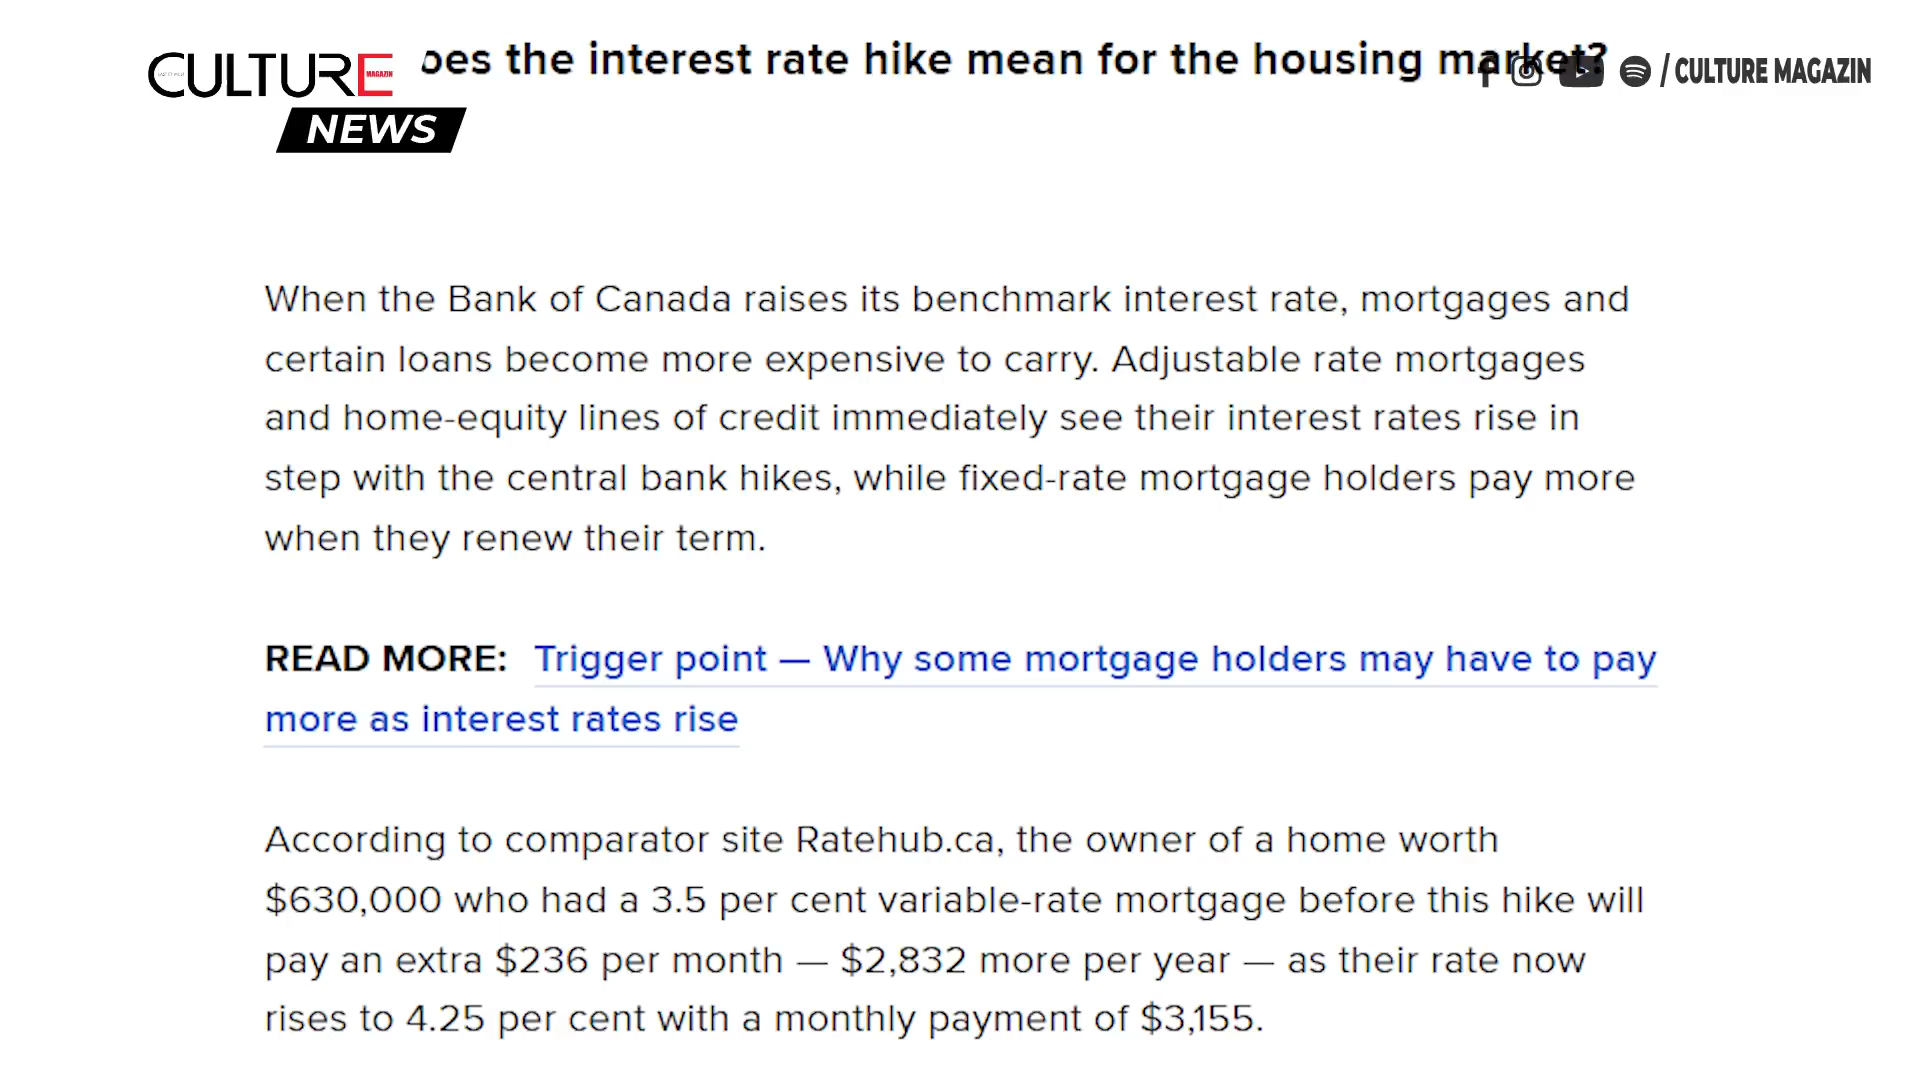 CULTURE
MAGAZIN
NEWS
oes the interest rate hike mean for the housing market?
/ CULTURE MAGAZIN
When the Bank of Canada raises its benchmark interest rate, mortgages and
certain loans become more expensive to carry. Adjustable rate mortgages
and home-equity lines of credit immediately see their interest rates rise in
step with the central bank hikes, while fixed-rate mortgage holders pay more
when they renew their term.
READ MORE: Trigger point — Why some mortgage holders may have to pay
more as interest rates rise
According to comparator site Ratehub.ca, the owner of a home worth
$630,000 who had a 3.5 per cent variable-rate mortgage before this hike will
pay an extra $236 per month — $2,832 more per year — as their rate now
rises to 4.25 per cent with a monthly payment of $3,155.